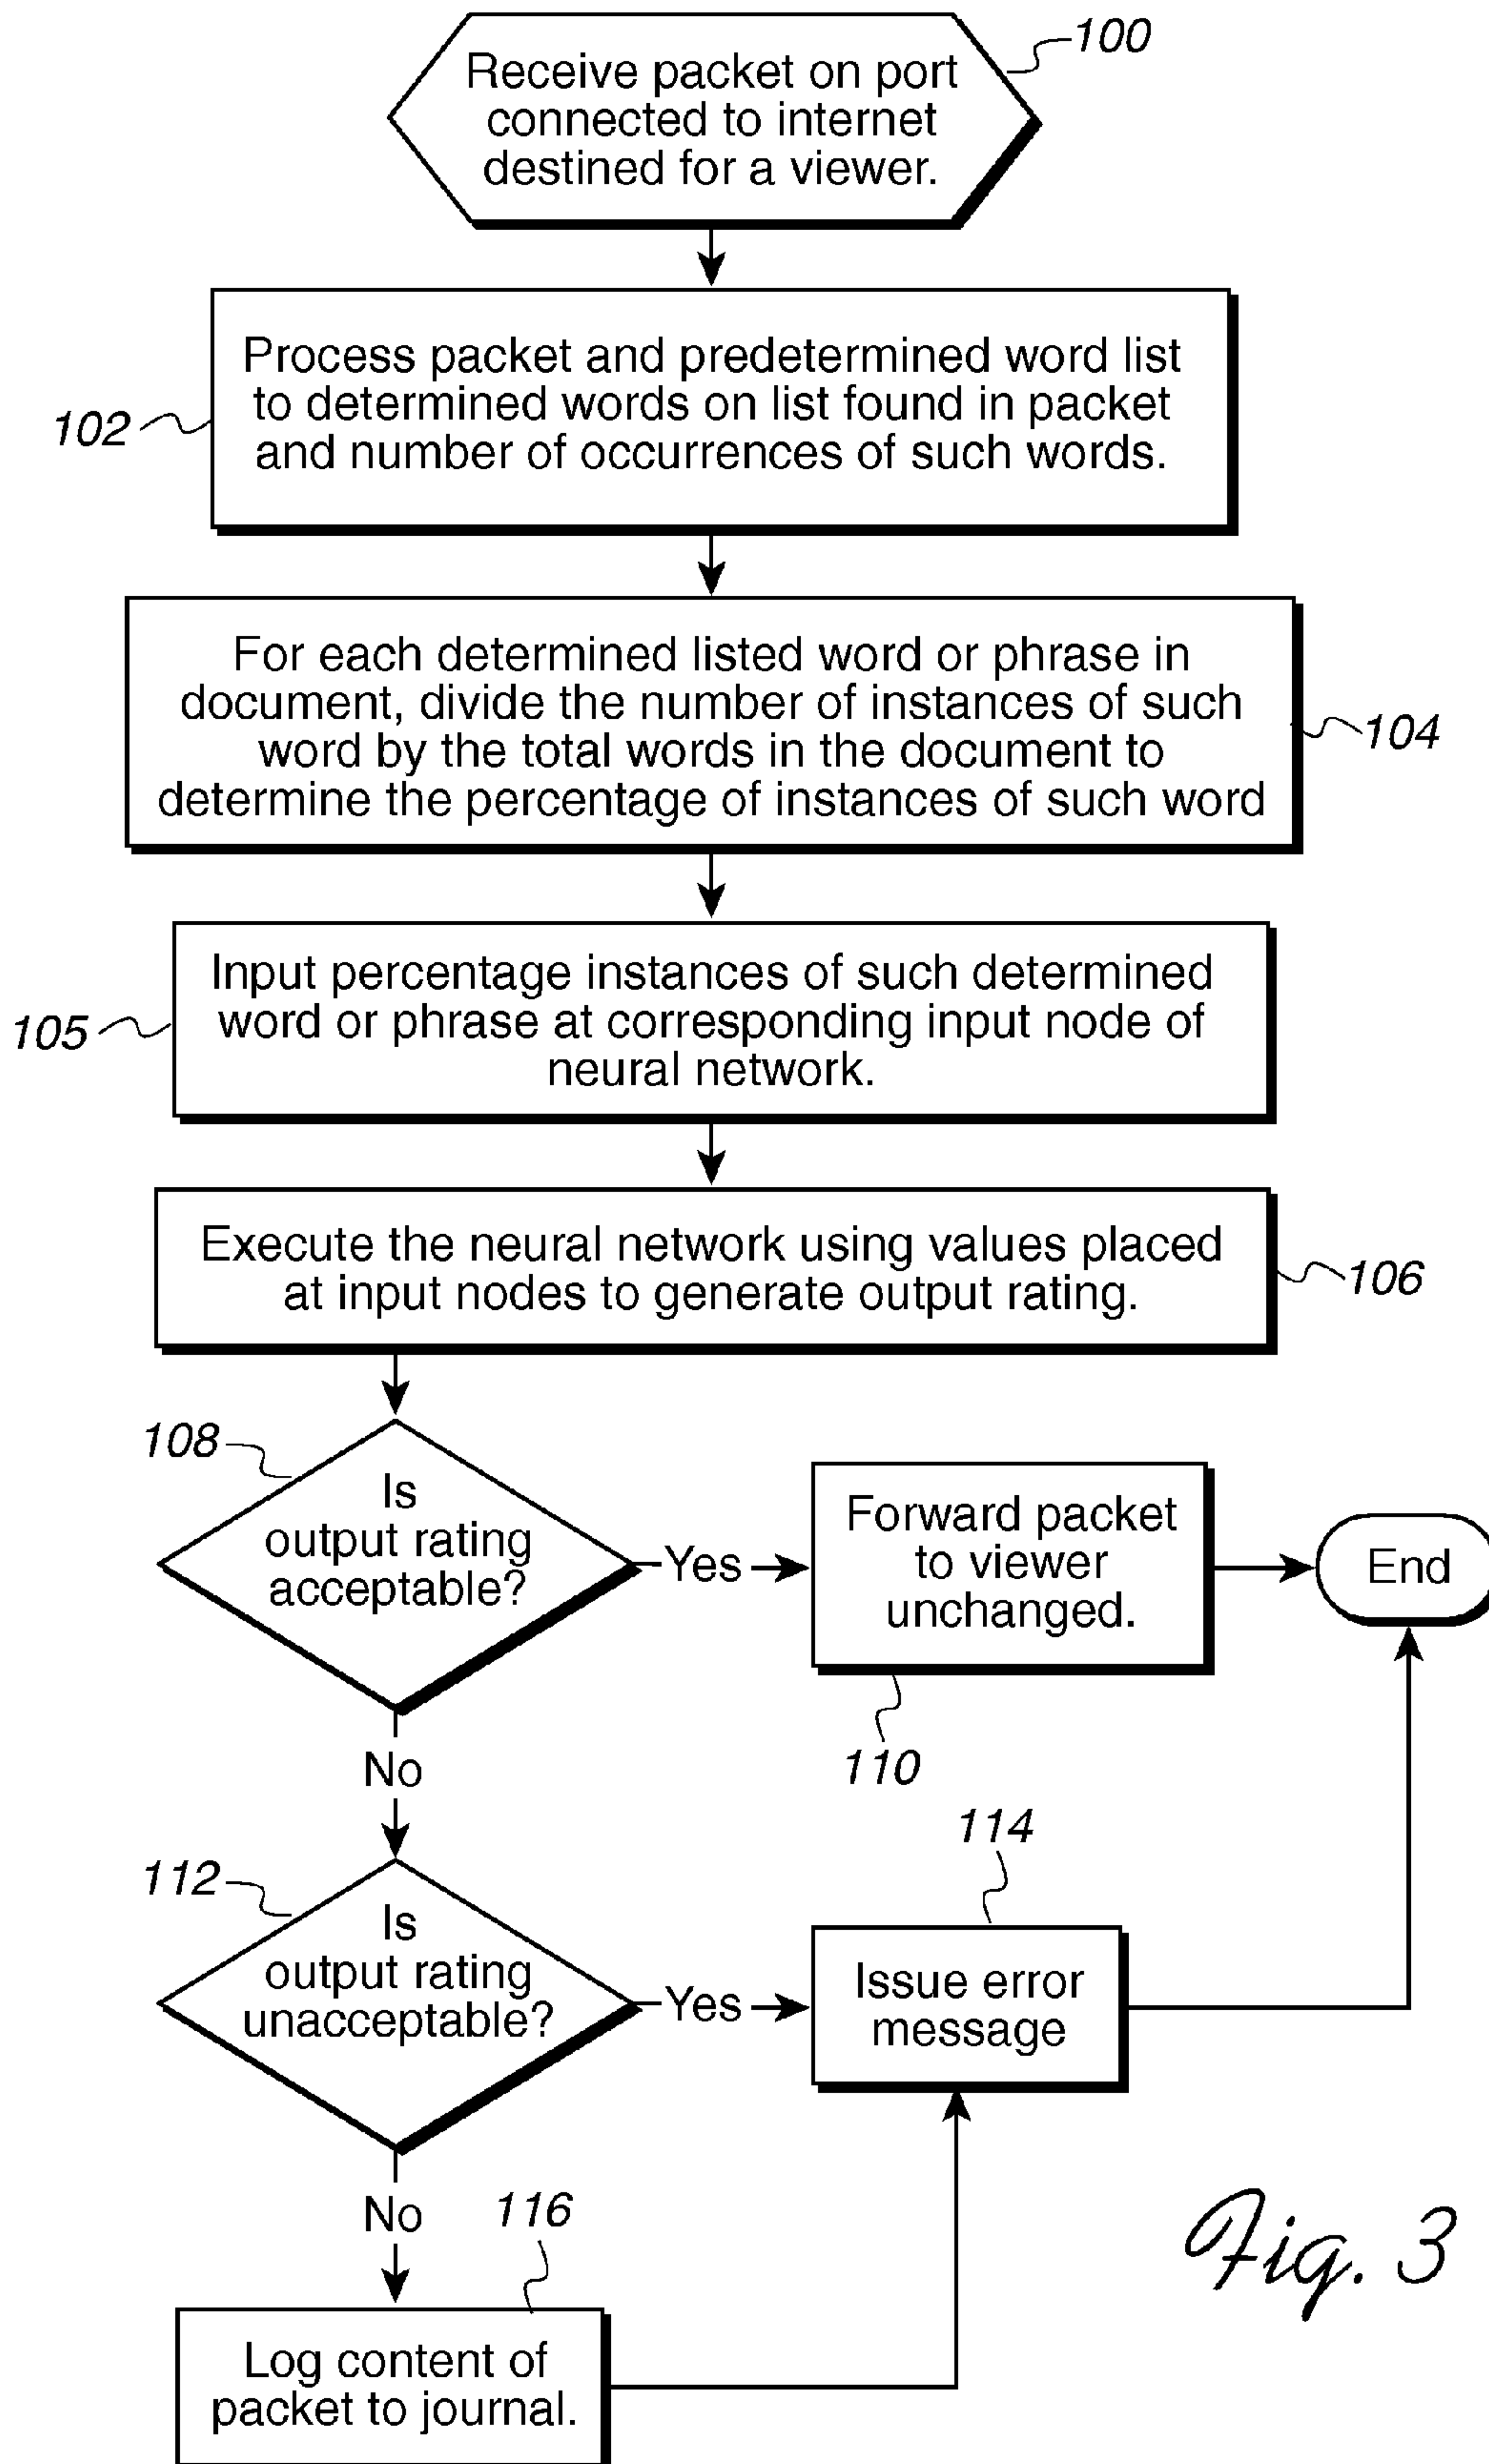 100
Receive packet on port
connected to internet
destined for a viewer.
102
Process packet and predetermined word list
to determined words on list found in packet
and number of occurrences of such words.
For each determined listed word or phrase in
document, divide the number of instances of such
word by the total words in the document to
determine the percentage of instances of such word
104
105
Input percentage instances of such determined
word or phrase at corresponding input node of
neural network.
Execute the neural network using values placed
at input nodes to generate output rating.
106
108
Is
output rating
acceptable?
Yes
Forward packet
to viewer
unchanged.
End
110
No
112
Is
output rating
unacceptable?
Yes
114
Issue error
message
No
116
Log content of
packet to journal.
Fig. 3